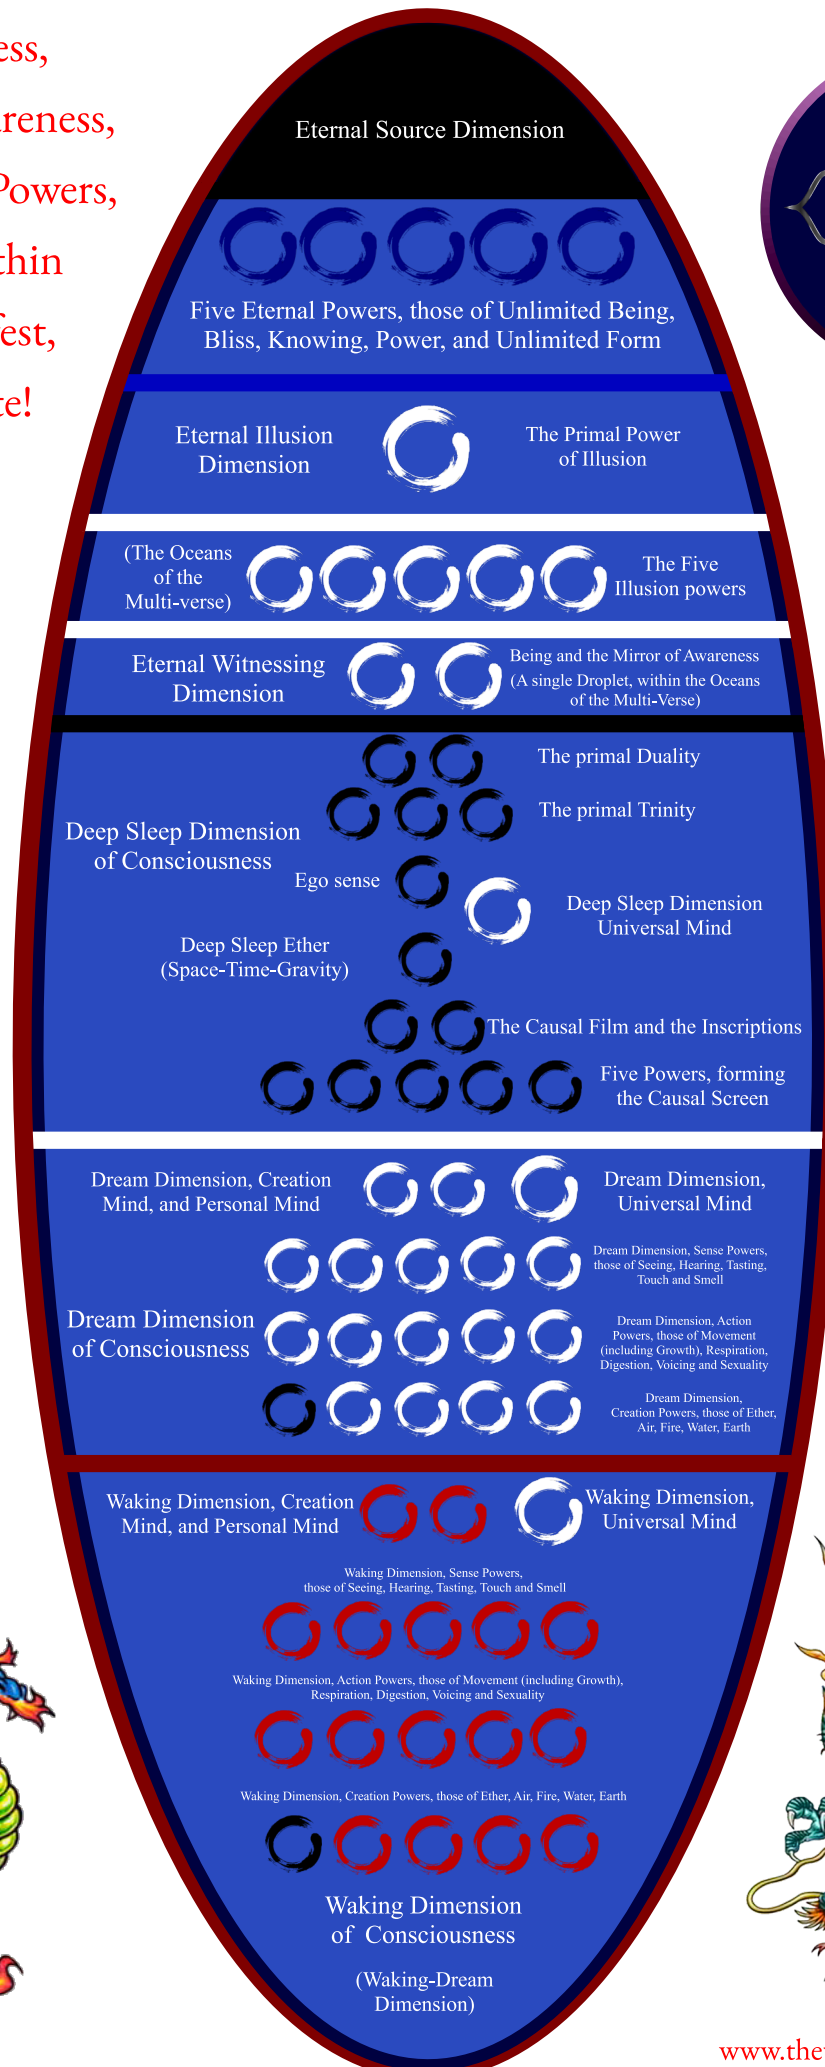 Eternal Source Dimension
Powers,
Five Eternal Powers, those of Unlimited Being,
Bliss, Knowing, Power, and Unlimited Form
Eternal Illusion
Dimension
The Primal Power
of Illusion
(The Oceans
of the
Multi-verse)
The Five
Illusion powers
Eternal Witnessing
Dimension
Being and the Mirror of Awareness
(A single Droplet, within the Oceans
of the Multi-Verse)
The primal Duality
The primal Trinity
Deep Sleep Dimension
of Consciousness
Ego sense
Deep Sleep Dimension
Universal Mind
Deep Sleep Ether
(Space-Time-Gravity)
The Causal Film and the Inscriptions
Five Powers, forming
the Causal Screen
Dream Dimension, Creation
Mind, and Personal Mind
Dream Dimension,
Universal Mind
Dream Dimension, Sense Powers,
those of Seeing, Hearing, Tasting,
Touch and Smell
Dream Dimension
of Consciousness
Dream Dimension, Action
Powers, those of Movement
(including Growth), Respiration,
Digestion, Voicing and Sexuality
Dream Dimension,
Creation Powers, those of Ether,
Air, Fire, Water, Earth
Waking Dimension, Creation
Mind, and Personal Mind
Waking Dimension,
Universal Mind
Waking Dimension, Sense Powers,
those of Seeing, Hearing, Tasting, Touch and Smell
Waking Dimension, Action Powers, those of Movement (including Growth),
Respiration, Digestion, Voicing and Sexuality
Waking Dimension, Creation Powers, those of Ether, Air, Fire, Water, Earth
Waking Dimension
of Consciousness
(Waking-Dream
Dimension)